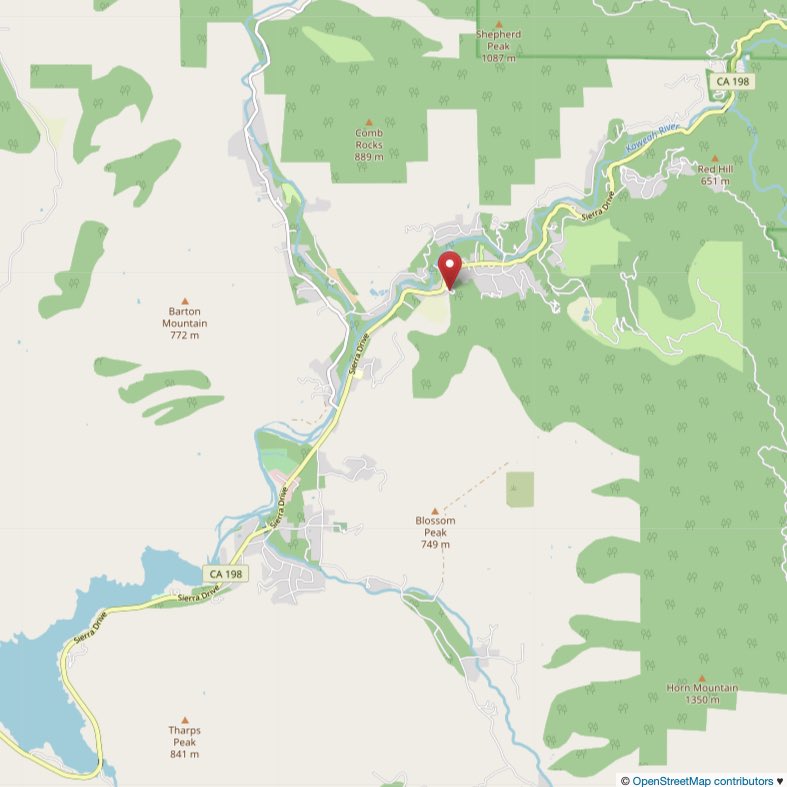 Shepherd
Peak
1087 m
CA 198
Comb
Rocks
889 m
Kaweah River
Red Hill
651 m
Sierra Drive
Barton
Mountain
772 m
Sierra Drive
Sierra Drive
Blossom
Peak
749 m
CA 198
Sierra Drive
Sierra Drive
Horn Mountain
1350 m
Tharps
Peak
841 m
© OpenStreetMap contributors ♥